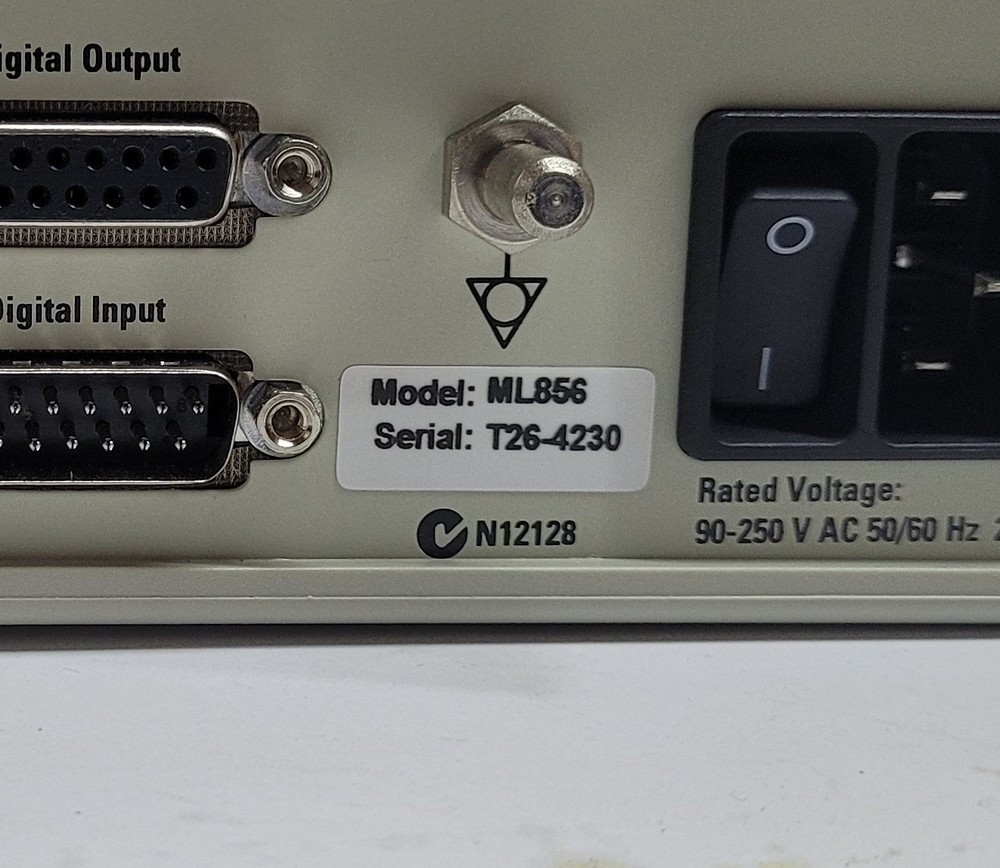 igital Output
Digital Input
Model: ML856
Serial: T26-4230
N12128
Rated Voltage:
90-250 V AC 50/60 Hz